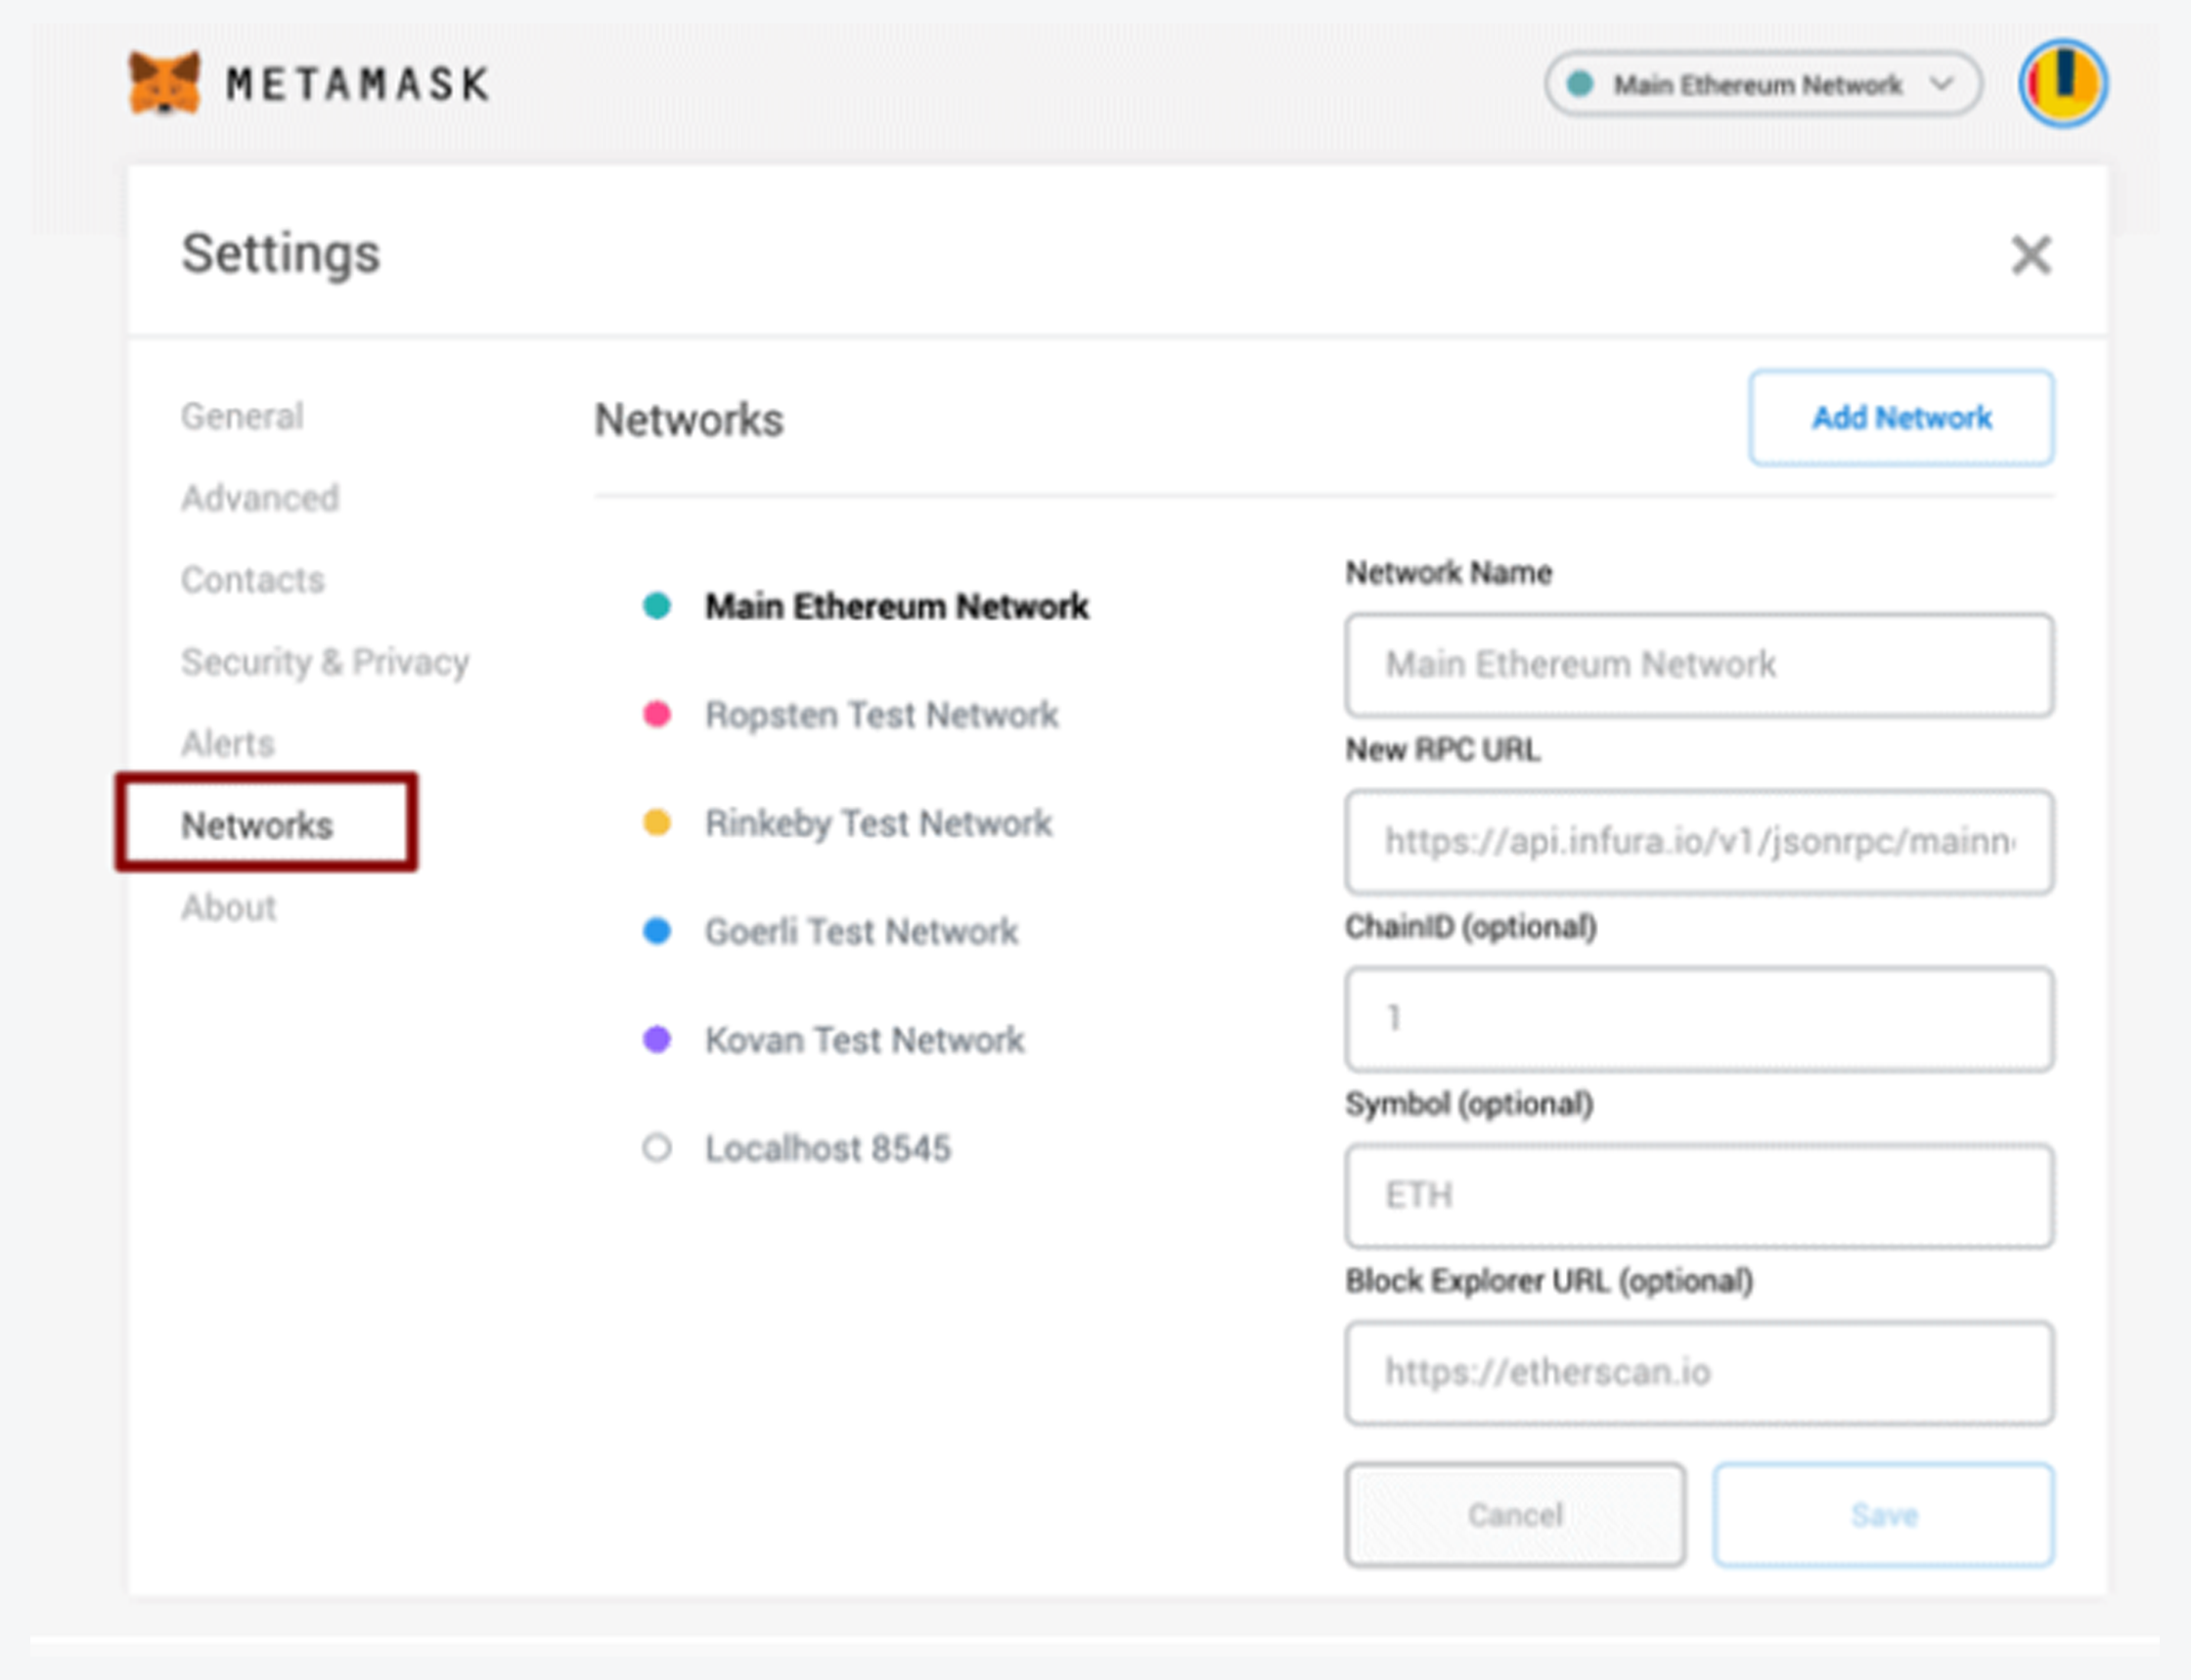 METAMASK
Main Ethereum Network
Settings
General
Advanced
Contacts
Security & Privacy
Alerts
Networks
About
Networks
Add Network
Main Ethereum Network
Ropsten Test Network
Rinkeby Test Network
Goerli Test Network
Kovan Test Network
Localhost 8545
Network Name
Main Ethereum Network
New RPC URL
https://api.infura.io/v1/jsonrpc/mainn
ChainID (optional)
1
Symbol (optional)
ETH
Block Explorer URL (optional)
https://etherscan.io
Cancel
Save